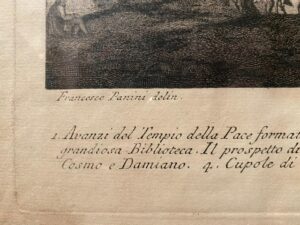 Francesco Panini delin.
1. Avanzi del Tempio della Pace forman
grandiosa Biblioteca. Il prospetto di
Cosmo e Damiano. 4. Cupole di